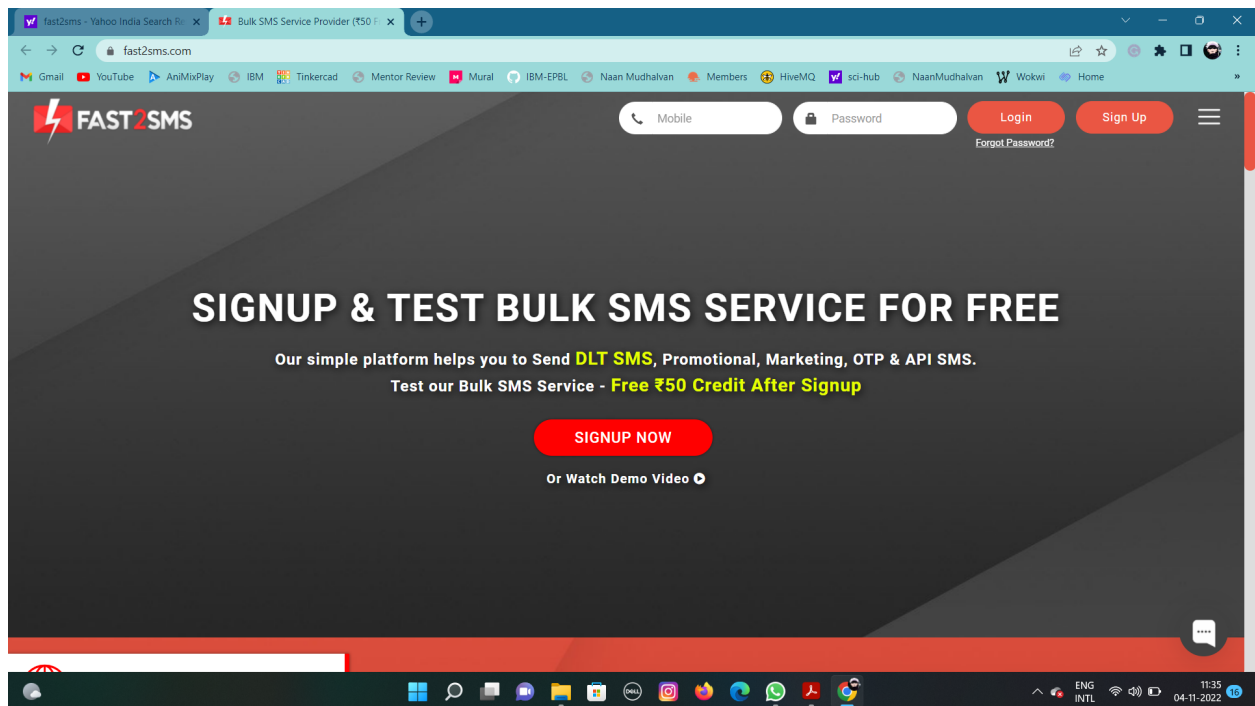 fast2sms - Yahoo India Search Re
Bulk SMS Service Provider (₹50 F
fast2sms.com
Gmail YouTube AniMixPlay IBM Tinkercad Mentor Review Mural IBM-EPBL Naan Mudhalvan Members HiveMQ sci-hub NaanMudhalvan Wokwi Home »
FAST2SMS
Mobile Password Login Sign Up
Forgot Password?
SIGNUP & TEST BULK SMS SERVICE FOR FREE
Our simple platform helps you to Send DLT SMS, Promotional, Marketing, OTP & API SMS.
Test our Bulk SMS Service - Free ₹50 Credit After Signup
SIGNUP NOW
Or Watch Demo Video
DELL
ENG 11:35
INTL 04-11-2022 16